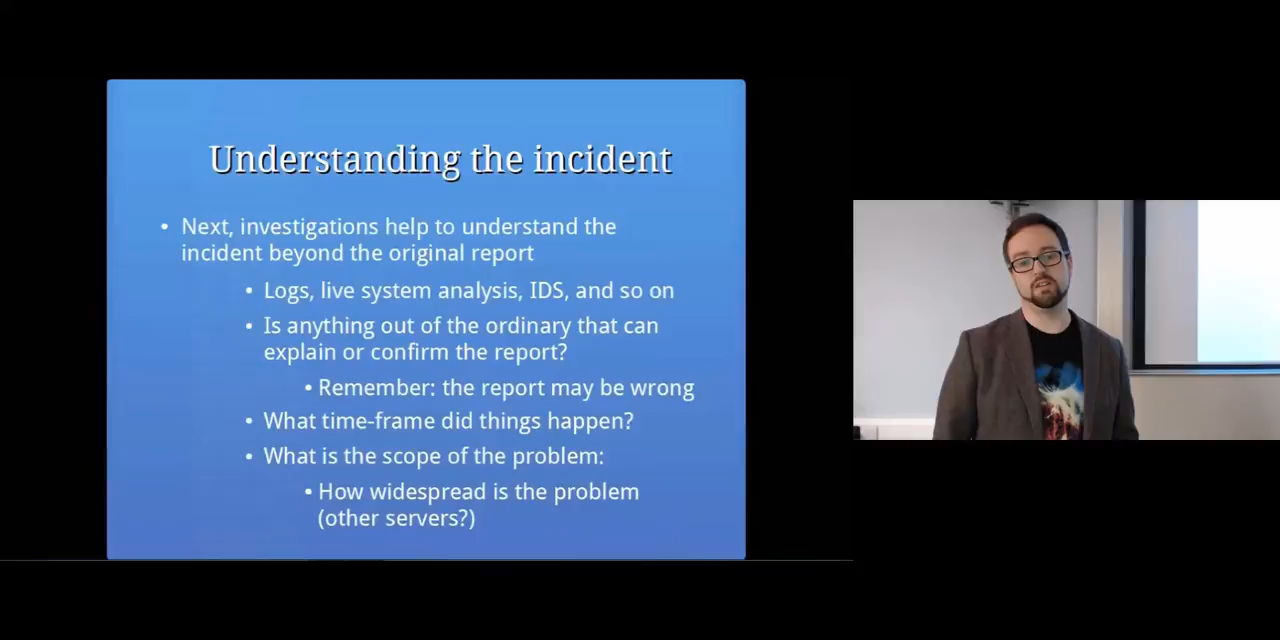 Understanding the incident
• Next, investigations help to understand the
incident beyond the original report
• Logs, live system analysis, IDS, and so on
• Is anything out of the ordinary that can
explain or confirm the report?
• Remember: the report may be wrong
• What time-frame did things happen?
• What is the scope of the problem:
• How widespread is the problem
(other servers?)